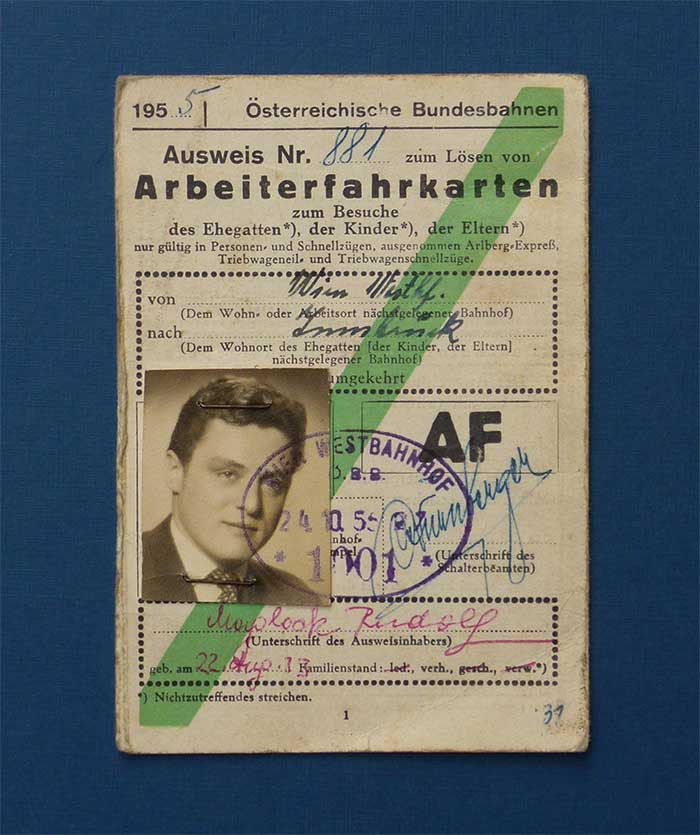 1955 | Österreichische Bundesbahnen
Ausweis Nr. 881 zum Lösen von
Arbeiterfahrkarten
zum Besuche
des Ehegatten*), der Kinder*), der Eltern*)
nur gültig in Personen- und Schnellzügen, ausgenommen Arlberg-Expreß,
Triebwageneil- und Triebwagenschnellzüge.
von Wien Westbf.
(Dem Wohn- oder Arbeitsort nächstgelegener Bahnhof)
nach Innsbruck
(Dem Wohnort des Ehegatten [der Kinder, der Eltern]
nächstgelegener Bahnhof)
umgekehrt
AF
WIEN WESTBAHNHOF
Ö.B.B.
24.10.55
* 1001 *
(Unterschrift des
Schalterbeamten)
Rudolf
(Unterschrift des Ausweisinhabers)
geb. am 22. Aug. 33 Familienstand: led., verh., gesch., verw.*)
*) Nichtzutreffendes streichen.
1
31